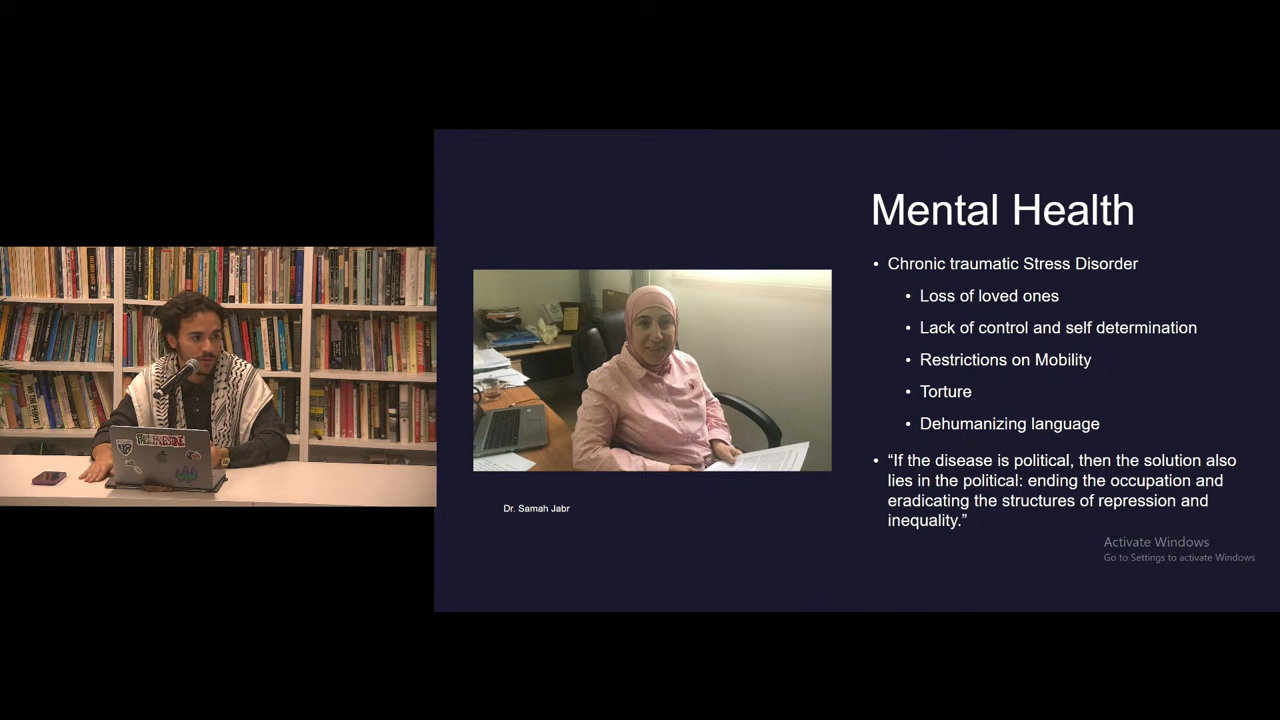 Mental Health
• Chronic traumatic Stress Disorder
• Loss of loved ones
• Lack of control and self determination
• Restrictions on Mobility
• Torture
• Dehumanizing language
• “If the disease is political, then the solution also
lies in the political: ending the occupation and
eradicating the structures of repression and
inequality.”
Dr. Samah Jabr
Activate Windows
Go to Settings to activate Windows.